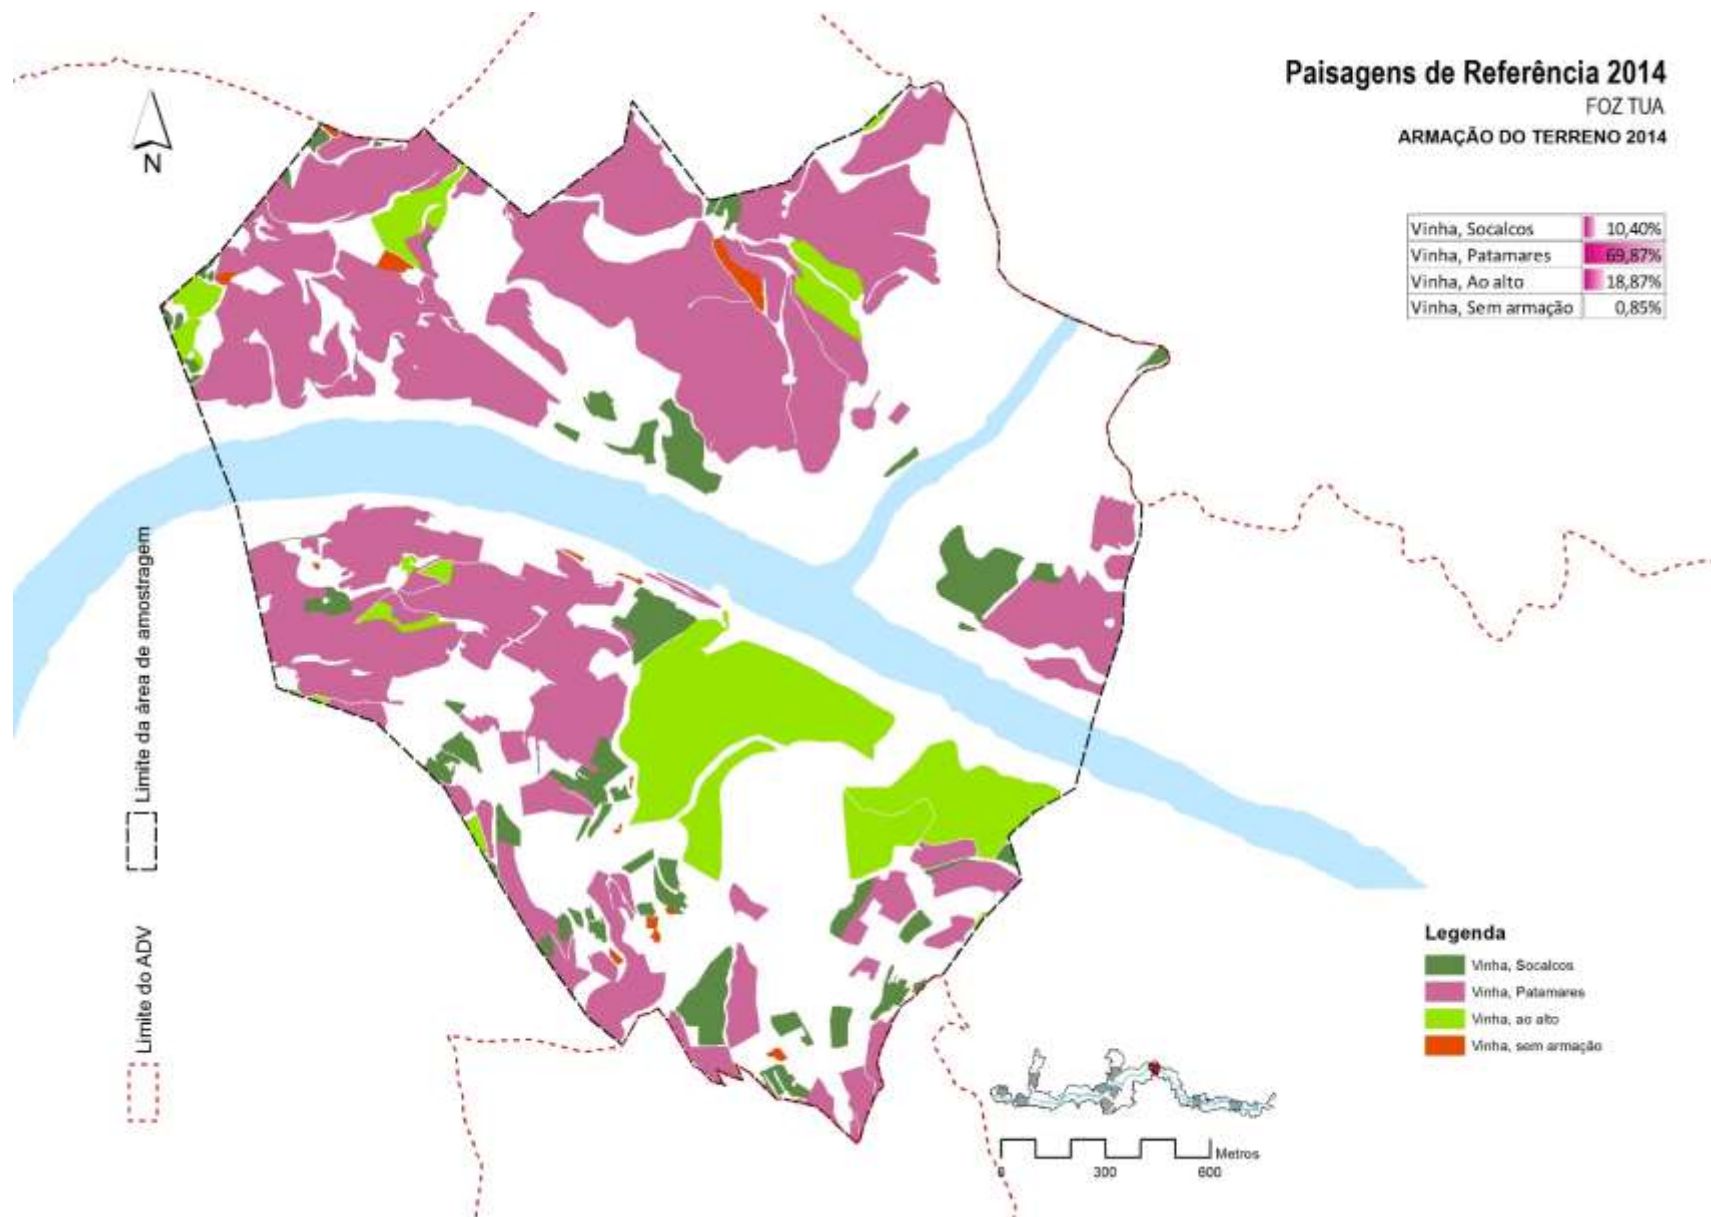 Paisagens de Referência 2014
FOZ TUA
ARMAÇÃO DO TERRENO 2014
N
Vinha, Socalcos 10,40%
Vinha, Patamares 69,87%
Vinha, Ao alto 18,87%
Vinha, Sem armação 0,85%
Limite da área de amostragem
Limite do ADV
Legenda
Vinha, Socalcos
Vinha, Patamares
Vinha, ao alto
Vinha, sem armação
Metros
0 300 600